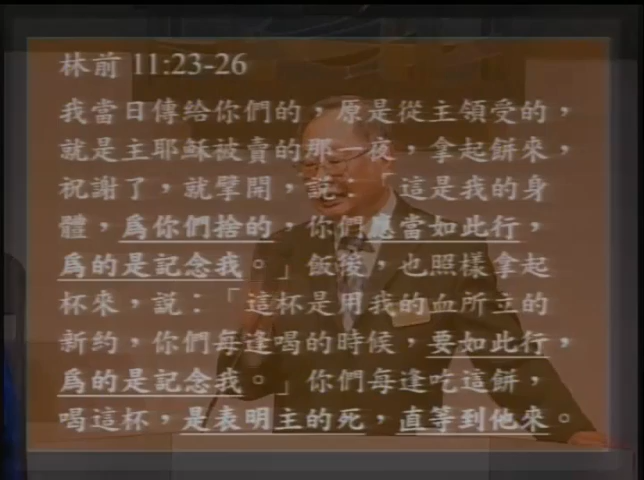 林前 11:23-26
我當日傳給你們的，原是從主領受的，
就是主耶穌被賣的那一夜，拿起餅來，
祝謝了，就擘開，說：「這是我的身
體，為你們捨的，你們應當如此行，
為的是記念我。」飯後，也照樣拿起
杯來，說：「這杯是用我的血所立的
新約，你們每逢喝的時候，要如此行，
為的是記念我。」你們每逢吃這餅，
喝這杯，是表明主的死，直等到他來。